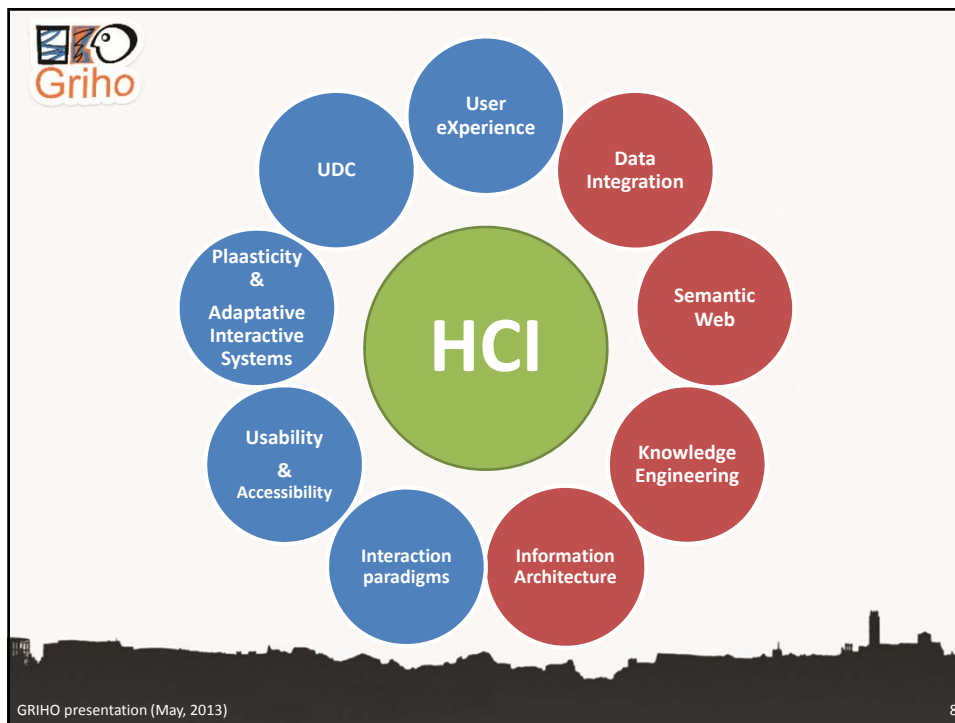 Griho
User
eXperience
Data
Integration
Semantic
Web
Knowledge
Engineering
Information
Architecture
Interaction
paradigms
Usability
&
Accessibility
Plaasticity
&
Adaptative
Interactive
Systems
UDC
HCI
GRIHO presentation (May, 2013)
8